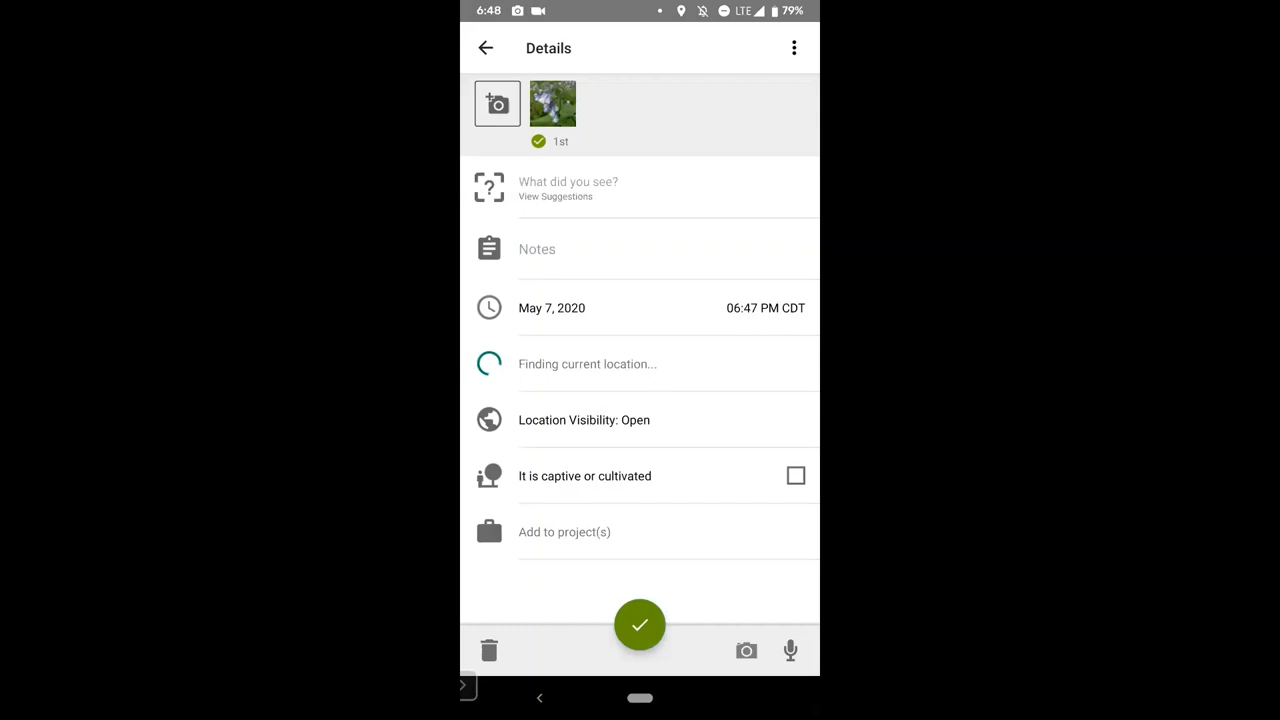 6:48 LTE 79%
Details
1st
What did you see?
View Suggestions
Notes
May 7, 2020 06:47 PM CDT
Finding current location...
Location Visibility: Open
It is captive or cultivated
Add to project(s)